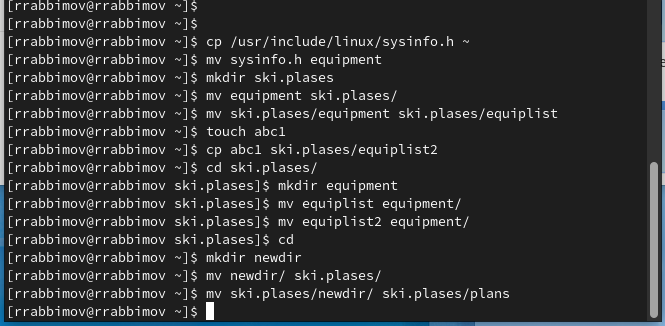 [rrabbimov@rrabbimov ~]$
[rrabbimov@rrabbimov ~]$
[rrabbimov@rrabbimov ~]$ cp /usr/include/linux/sysinfo.h ~
[rrabbimov@rrabbimov ~]$ mv sysinfo.h equipment
[rrabbimov@rrabbimov ~]$ mkdir ski.plases
[rrabbimov@rrabbimov ~]$ mv equipment ski.plases/
[rrabbimov@rrabbimov ~]$ mv ski.plases/equipment ski.plases/equiplist
[rrabbimov@rrabbimov ~]$ touch abc1
[rrabbimov@rrabbimov ~]$ cp abc1 ski.plases/equiplist2
[rrabbimov@rrabbimov ~]$ cd ski.plases/
[rrabbimov@rrabbimov ski.plases]$ mkdir equipment
[rrabbimov@rrabbimov ski.plases]$ mv equiplist equipment/
[rrabbimov@rrabbimov ski.plases]$ mv equiplist2 equipment/
[rrabbimov@rrabbimov ski.plases]$ cd
[rrabbimov@rrabbimov ~]$ mkdir newdir
[rrabbimov@rrabbimov ~]$ mv newdir/ ski.plases/
[rrabbimov@rrabbimov ~]$ mv ski.plases/newdir/ ski.plases/plans
[rrabbimov@rrabbimov ~]$